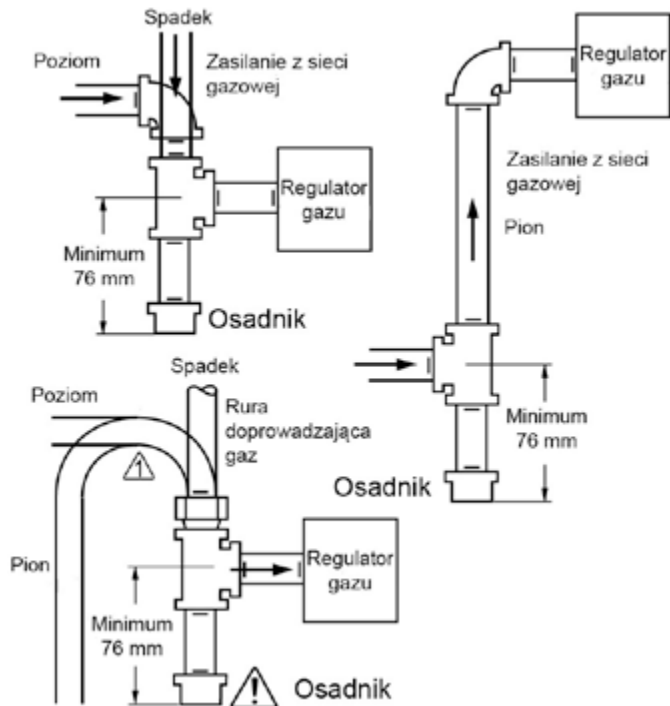 Spadek
Poziom
Zasilanie z sieci
gazowej
Regulator
gazu
Minimum
76 mm
Osadnik
Regulator
gazu
Zasilanie z sieci
gazowej
Pion
Minimum
76 mm
Osadnik
Spadek
Poziom
Rura
doprowadzająca
gaz
1
Pion
Regulator
gazu
Minimum
76 mm
!
Osadnik